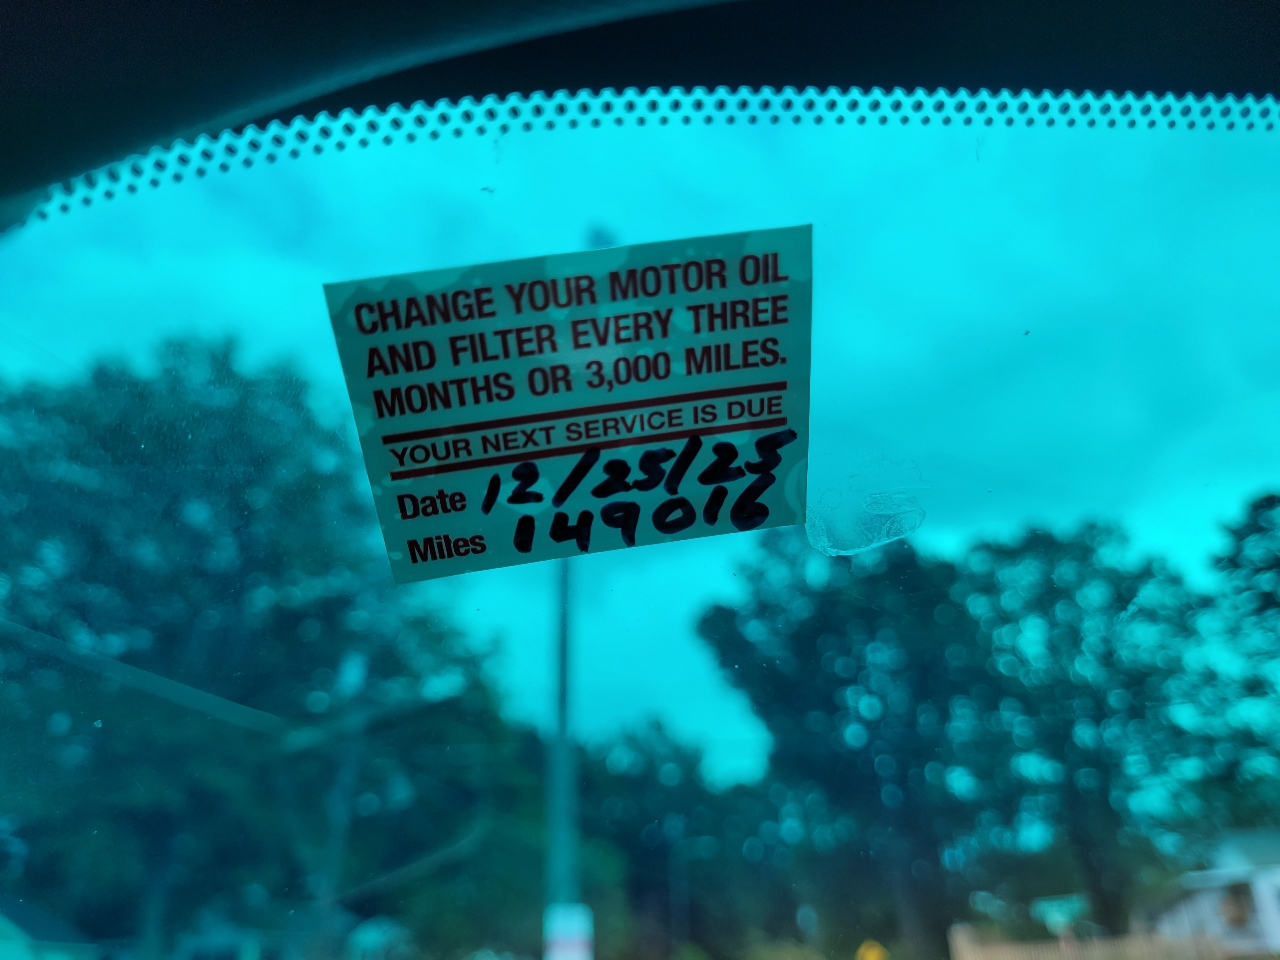 CHANGE YOUR MOTOR OIL
AND FILTER EVERY THREE
MONTHS OR 3,000 MILES.
YOUR NEXT SERVICE IS DUE
Date 12/25/25
Miles 149016